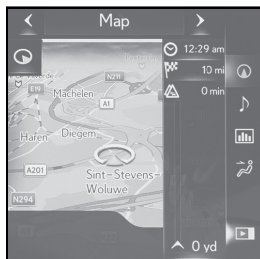 Map
12:29 am
10 mi
0 min
N211
E19
Machelen
A1
Haren
Diegem
A201
Sint-Stevens-
Woluwe
N294
0 yd